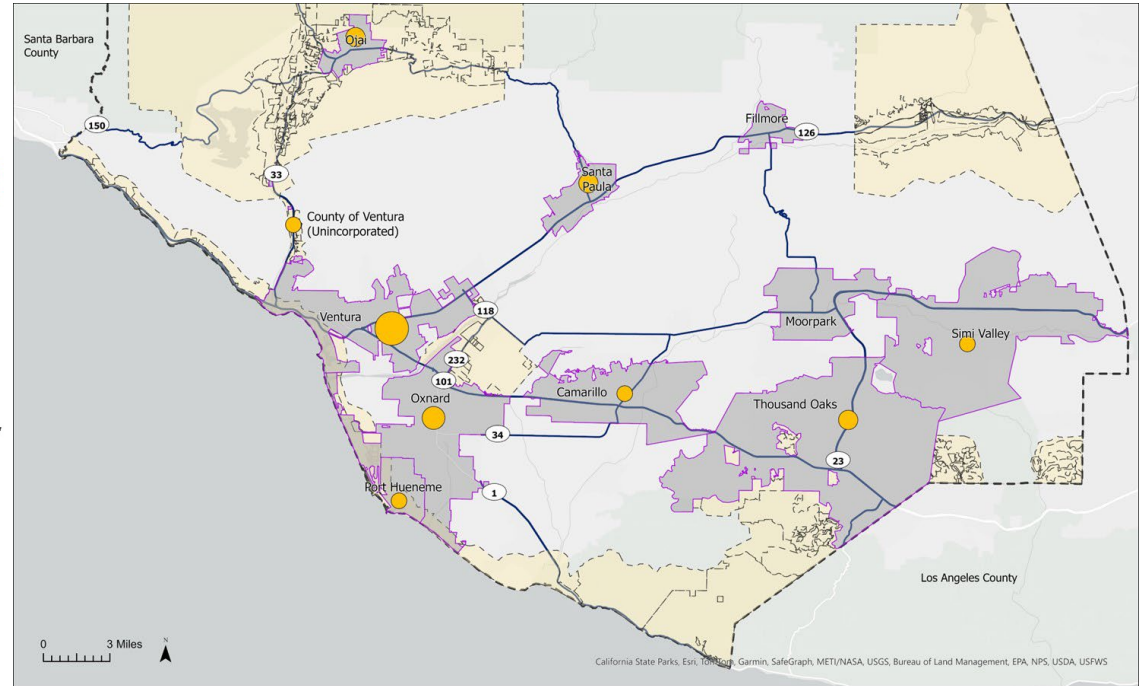 Santa Barbara
County
Ojai
150
Fillmore
126
33
Santa
Paula
County of Ventura
(Unincorporated)
118
Ventura
Moorpark
Simi Valley
232
101
Oxnard
Camarillo
Thousand Oaks
34
23
Port Hueneme
1
Los Angeles County
0 3 Miles
N
California State Parks, Esri, TomTom, Garmin, SafeGraph, METI/NASA, USGS, Bureau of Land Management, EPA, NPS, USDA, USFWS